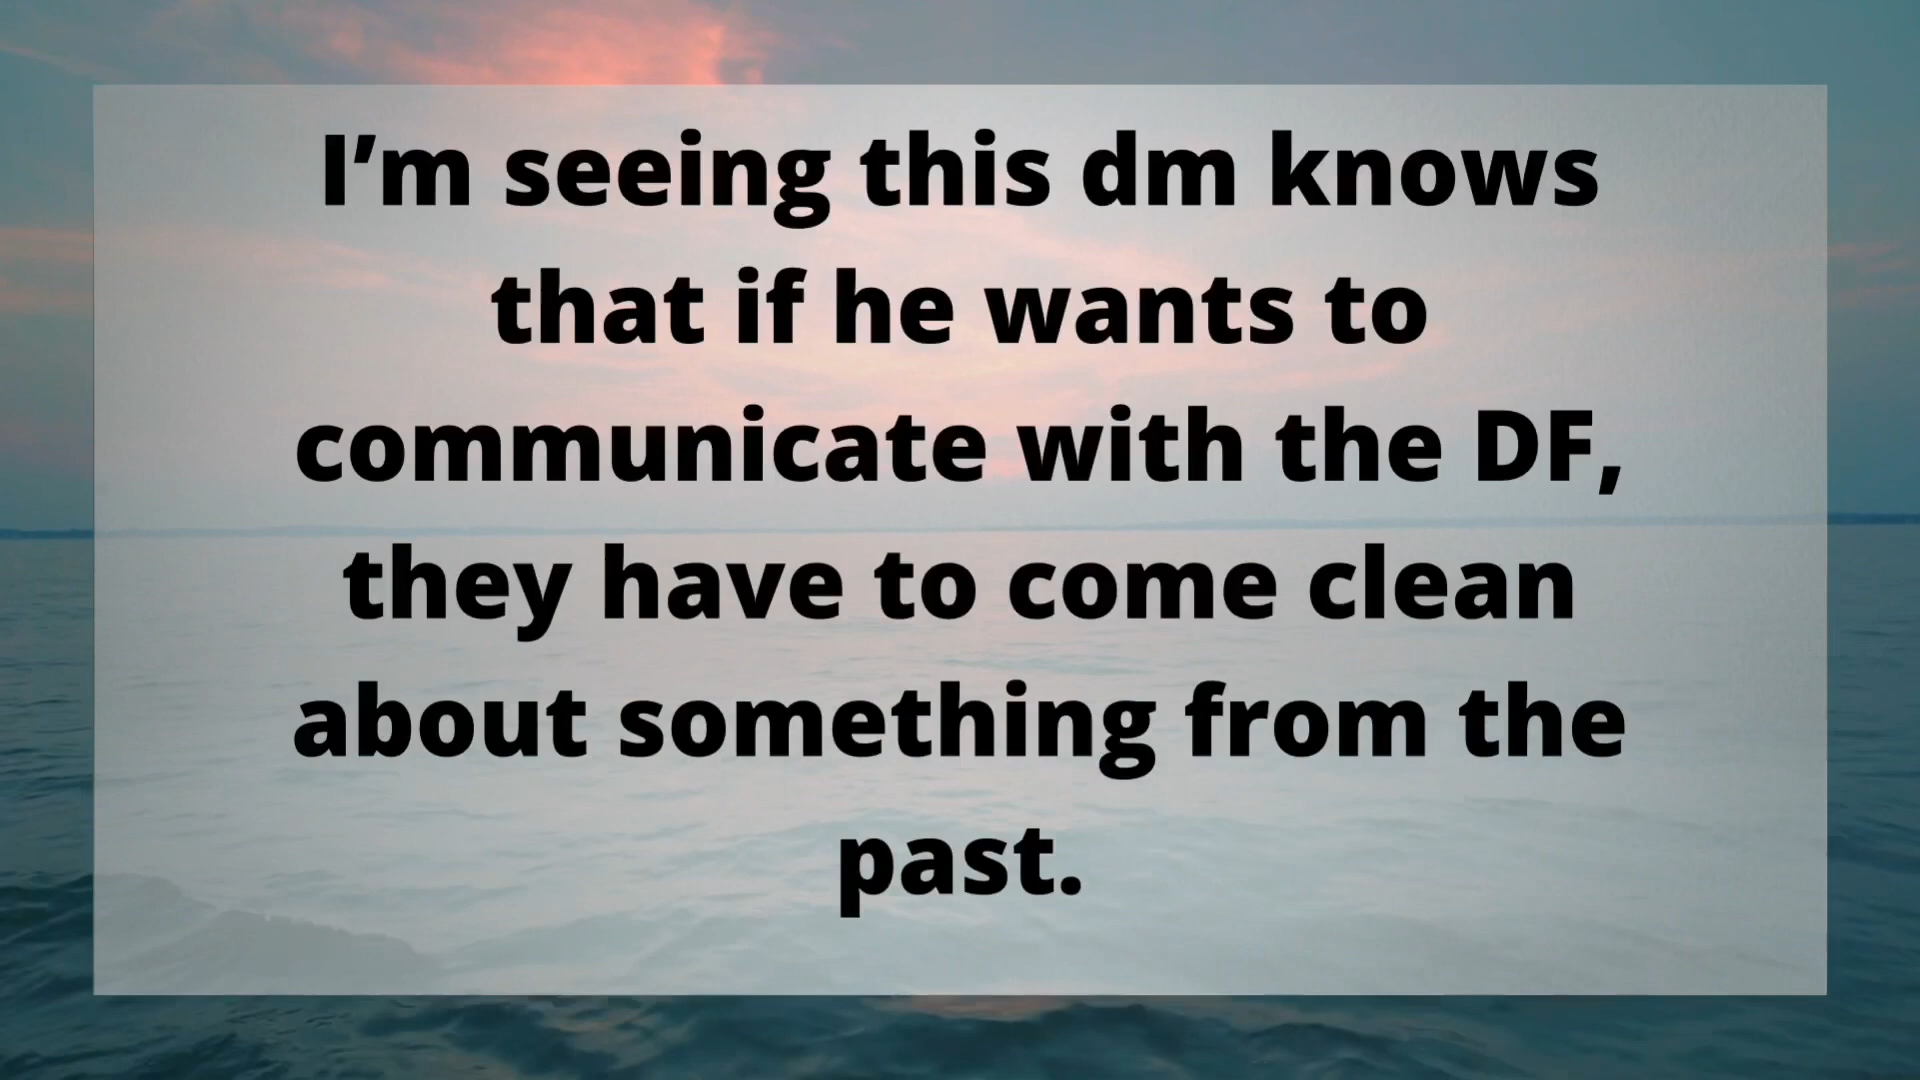 I’m seeing this dm knows
that if he wants to
communicate with the DF,
they have to come clean
about something from the
past.